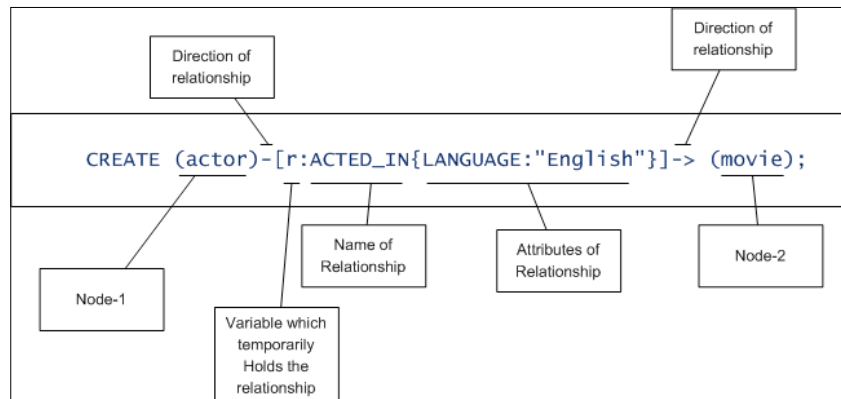 Direction of
relationship
Direction of
relationship
CREATE (actor)-[r:ACTED_IN{LANGUAGE:"English"}]-> (movie);
Name of
Relationship
Attributes of
Relationship
Node-2
Node-1
Variable which
temporarily
Holds the
relationship